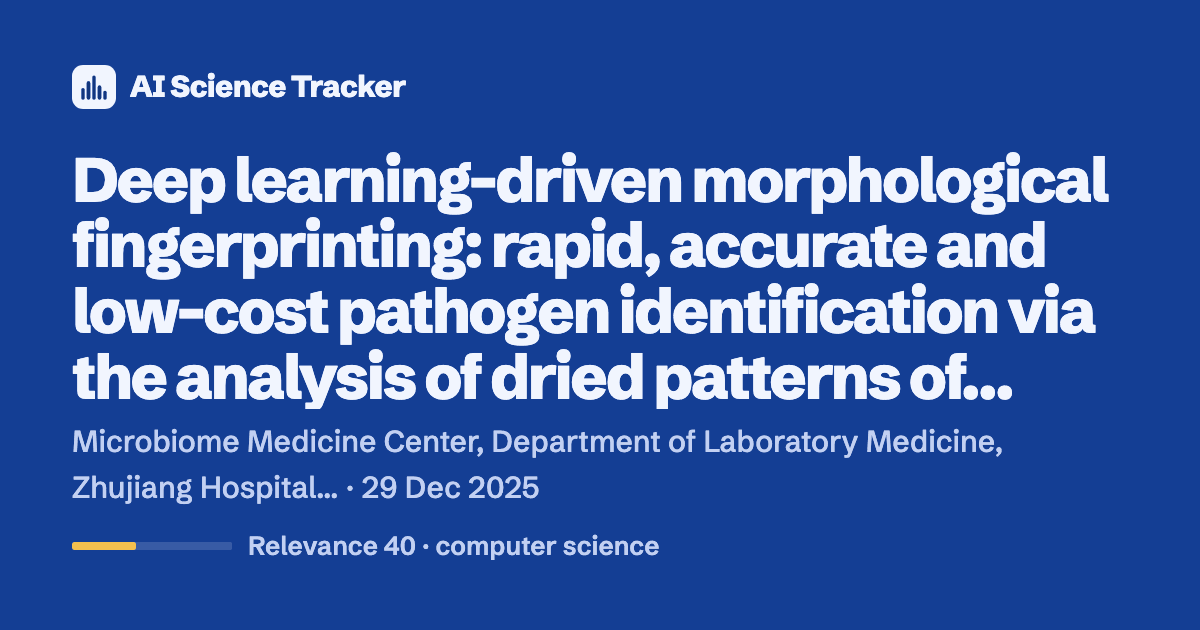 AI Science Tracker
Deep learning-driven morphological
fingerprinting: rapid, accurate and
low-cost pathogen identification via
the analysis of dried patterns of...
Microbiome Medicine Center, Department of Laboratory Medicine,
Zhujiang Hospital... · 29 Dec 2025
Relevance 40 · computer science